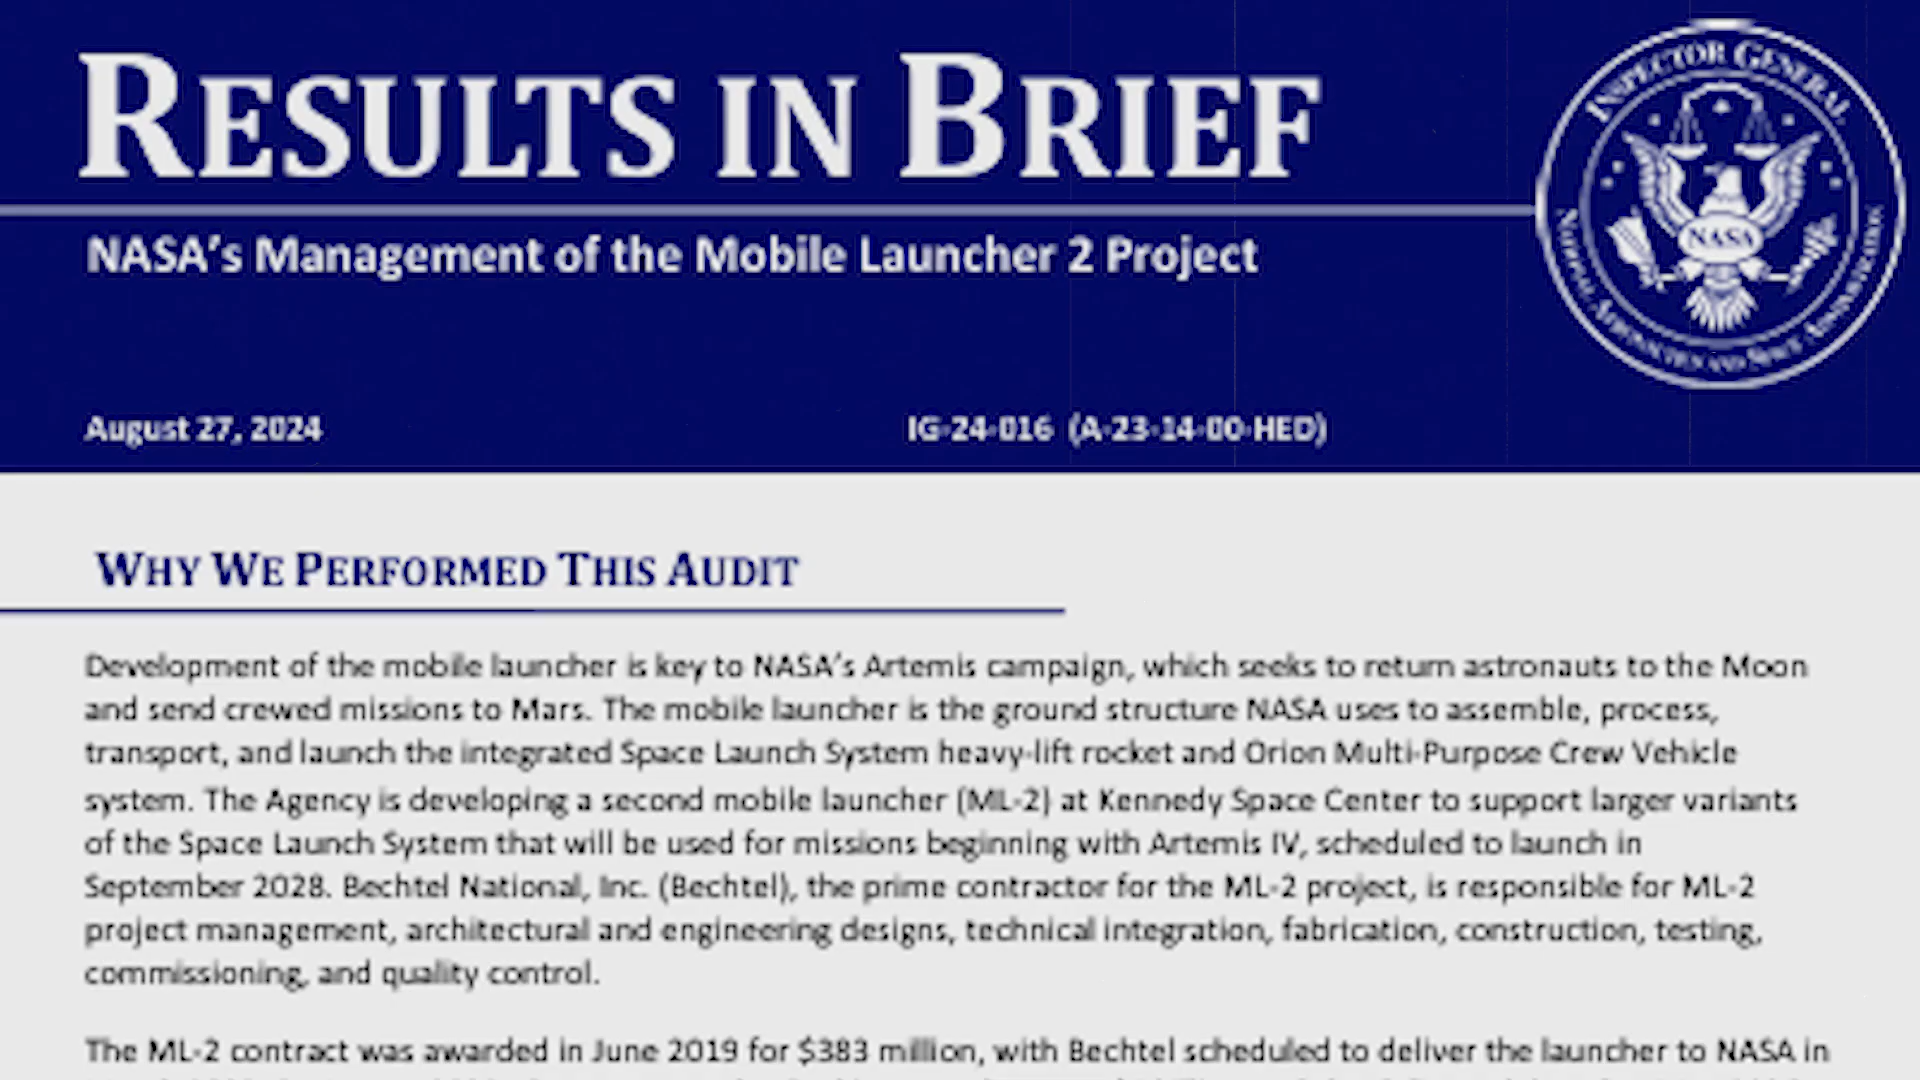 RESULTS IN BRIEF
INSPECTOR GENERAL
NASA
NATIONAL AERONAUTICS AND SPACE ADMINISTRATION
NASA's Management of the Mobile Launcher 2 Project
August 27, 2024
IG-24-016 (A-23-14-00-HED)
WHY WE PERFORMED THIS AUDIT
Development of the mobile launcher is key to NASA's Artemis campaign, which seeks to return astronauts to the Moon
and send crewed missions to Mars. The mobile launcher is the ground structure NASA uses to assemble, process,
transport, and launch the integrated Space Launch System heavy-lift rocket and Orion Multi-Purpose Crew Vehicle
system. The Agency is developing a second mobile launcher (ML-2) at Kennedy Space Center to support larger variants
of the Space Launch System that will be used for missions beginning with Artemis IV, scheduled to launch in
September 2028. Bechtel National, Inc. (Bechtel), the prime contractor for the ML-2 project, is responsible for ML-2
project management, architectural and engineering designs, technical integration, fabrication, construction, testing,
commissioning, and quality control.
The ML-2 contract was awarded in June 2019 for $383 million, with Bechtel scheduled to deliver the launcher to NASA in